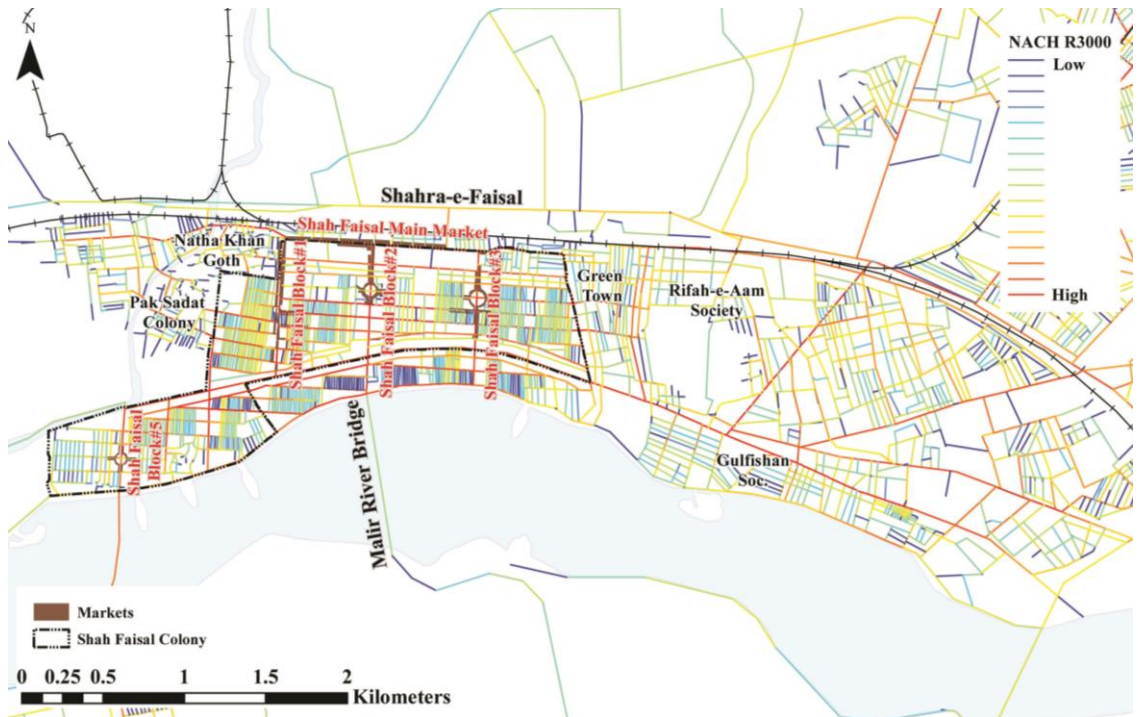 N
NACH R3000
Low
High
Shahra-e-Faisal
Shah Faisal Main Market
Natha Khan
Goth
Pak Sadat
Colony
Shah Faisal Block#1
Shah Faisal Block#2
Shah Faisal Block#3
Green
Town
Rifah-e-Aam
Society
Shah Faisal
Block#5
Malir River Bridge
Gulfishan
Soc.
Markets
Shah Faisal Colony
0 0.25 0.5 1 1.5 2
Kilometers